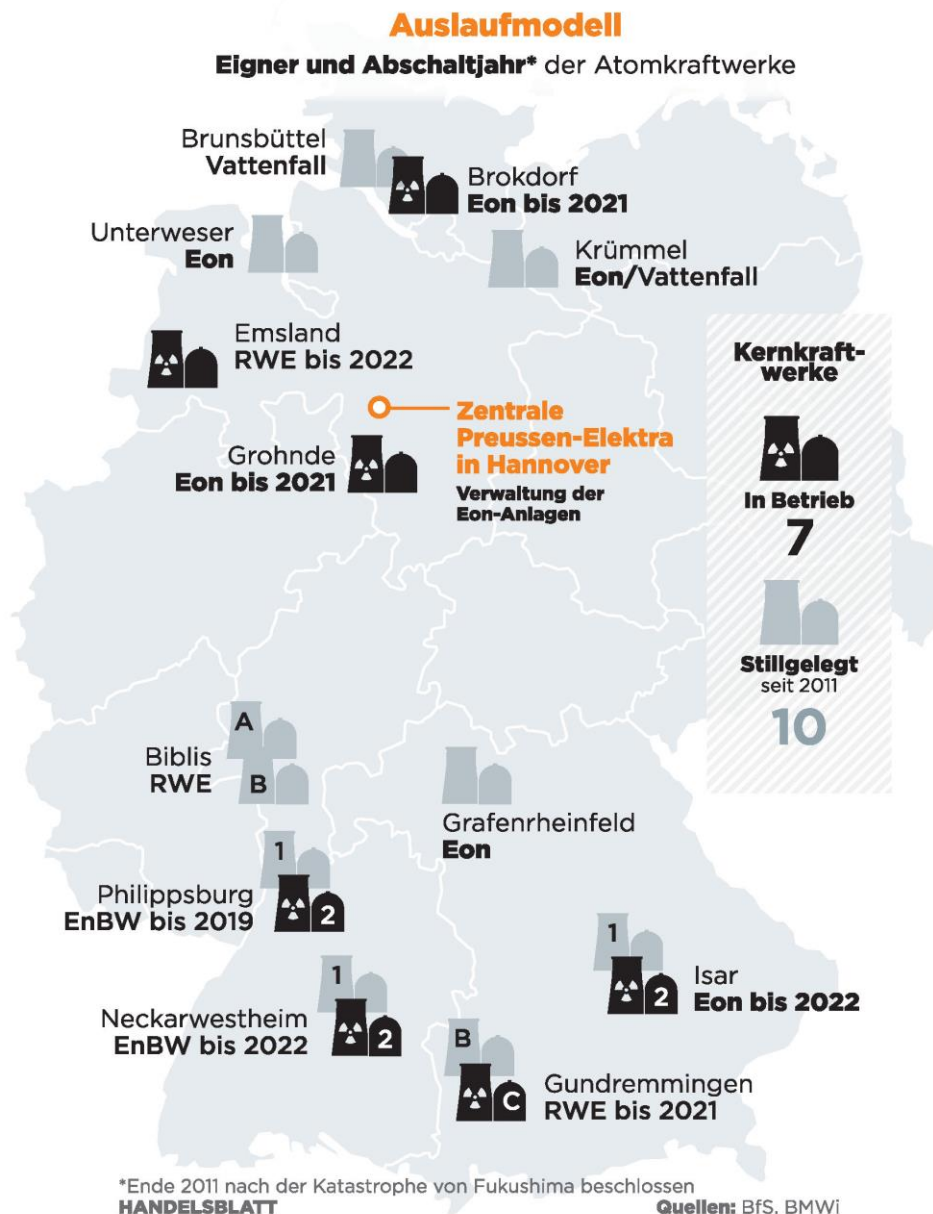 Auslaufmodell
Eigner und Abschaltjahr* der Atomkraftwerke
Brunsbüttel
Vattenfall
Brokdorf
Eon bis 2021
Unterweser
Eon
Krümmel
Eon/Vattenfall
Emsland
RWE bis 2022
Zentrale
Preussen-Elektra
in Hannover
Verwaltung der
Eon-Anlagen
Grohnde
Eon bis 2021
Kernkraft-
werke
In Betrieb
7
Stillgelegt
seit 2011
10
A
Biblis
RWE
B
Grafenrheinfeld
Eon
1
Philippsburg
EnBW bis 2019
2
1
Isar
Eon bis 2022
2
1
Neckarwestheim
EnBW bis 2022
2
B
Gundremmingen
RWE bis 2021
C
*Ende 2011 nach der Katastrophe von Fukushima beschlossen
HANDELSBLATT
Quellen: BfS, BMWi